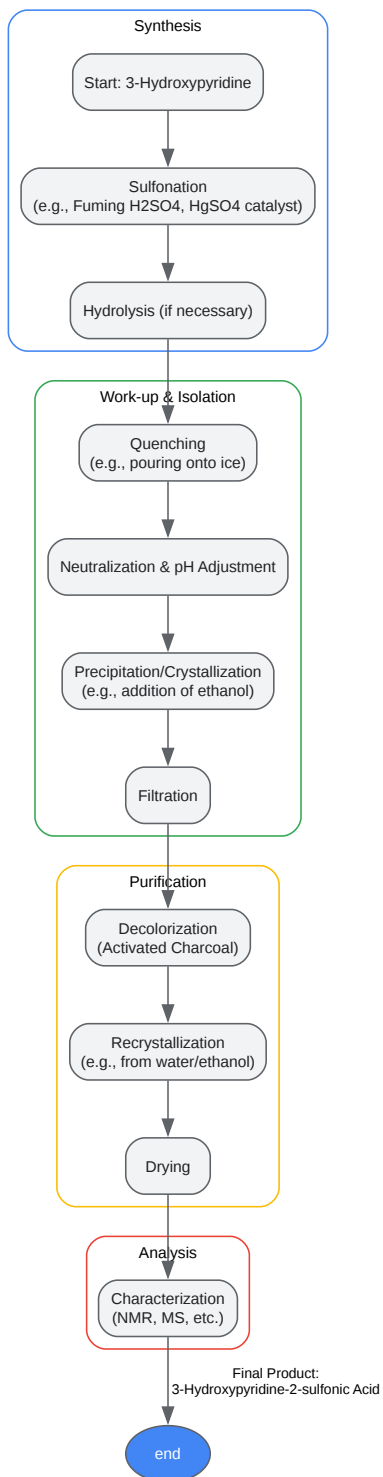 Synthesis
Start: 3-Hydroxypyridine
Sulfonation
(e.g., Fuming H2SO4, HgSO4 catalyst)
Hydrolysis (if necessary)
Work-up & Isolation
Quenching
(e.g., pouring onto ice)
Neutralization & pH Adjustment
Precipitation/Crystallization
(e.g., addition of ethanol)
Filtration
Purification
Decolorization
(Activated Charcoal)
Recrystallization
(e.g., from water/ethanol)
Drying
Analysis
Characterization
(NMR, MS, etc.)
Final Product:
3-Hydroxypyridine-2-sulfonic Acid
end